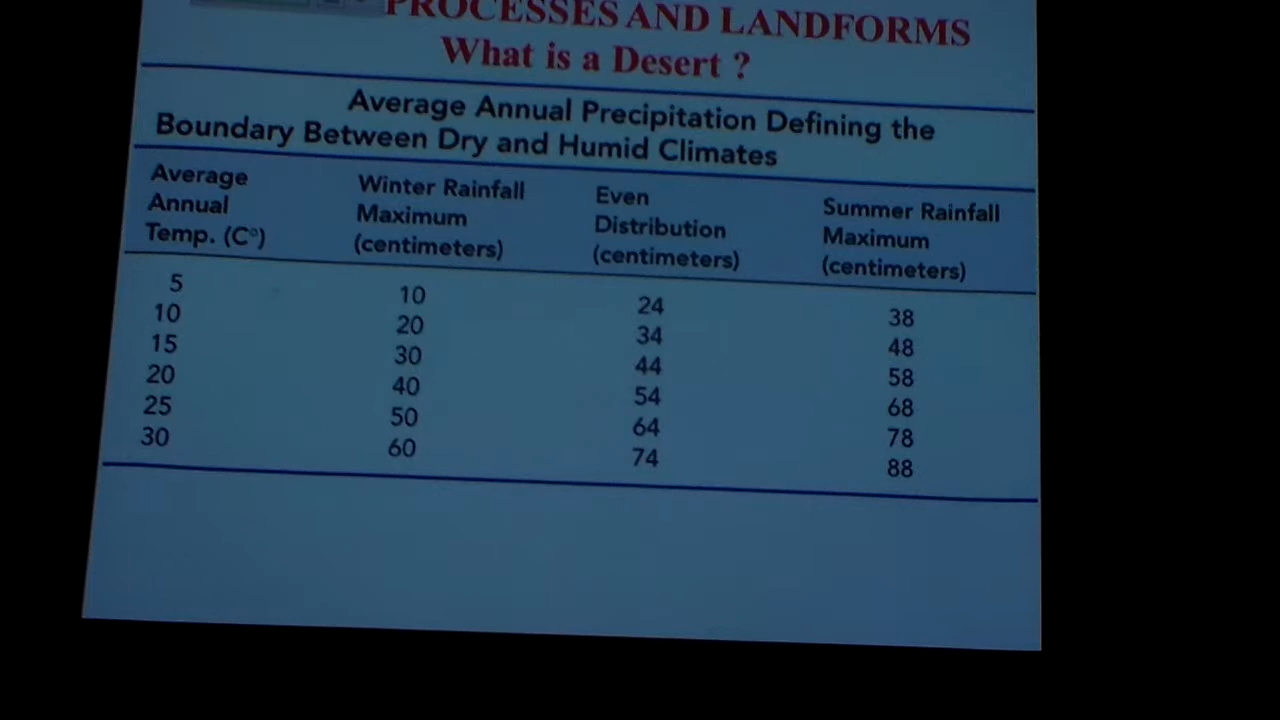 PROCESSES AND LANDFORMS
What is a Desert ?
Average Annual Precipitation Defining the
Boundary Between Dry and Humid Climates
Average Annual Temp. (C°) Winter Rainfall Maximum (centimeters) Even Distribution (centimeters) Summer Rainfall Maximum (centimeters)
5 10 24 38
10 20 34 48
15 30 44 58
20 40 54 68
25 50 64 78
30 60 74 88